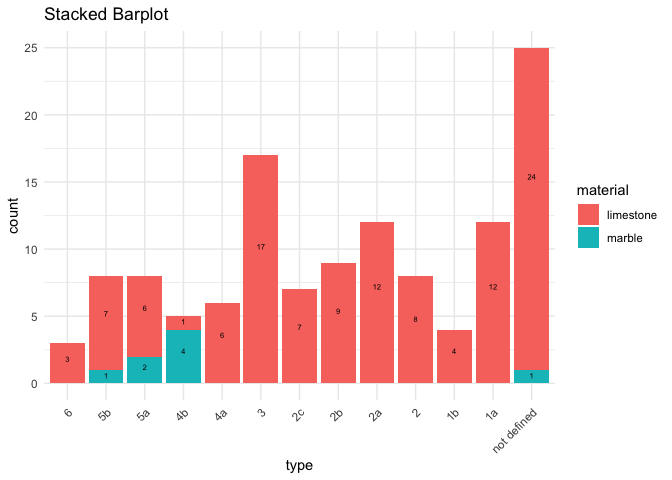 Stacked Barplot
count
25
20
15
10
5
0
3
7
1
6
2
1
4
6
17
7
9
12
8
4
12
24
1
6
5b
5a
4b
4a
3
2c
2b
2a
2
1b
1a
not defined
type
material
limestone
marble